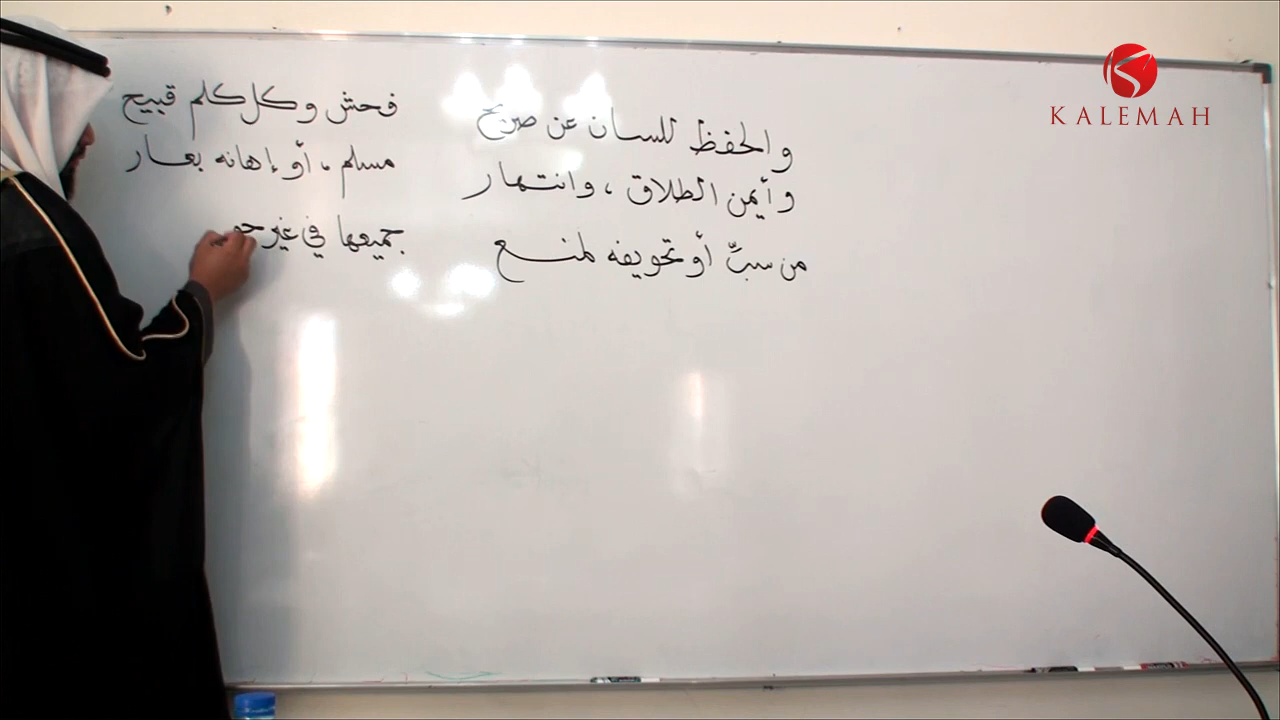 والحفظ للسان عن صريح فحش وكل كلم قبيح
وأيمن الطلاق، وانتهار مسلم، أو إهانه بعار
من سبٍّ أو تخويفه لمنع جميعها في غير
KALEMAH